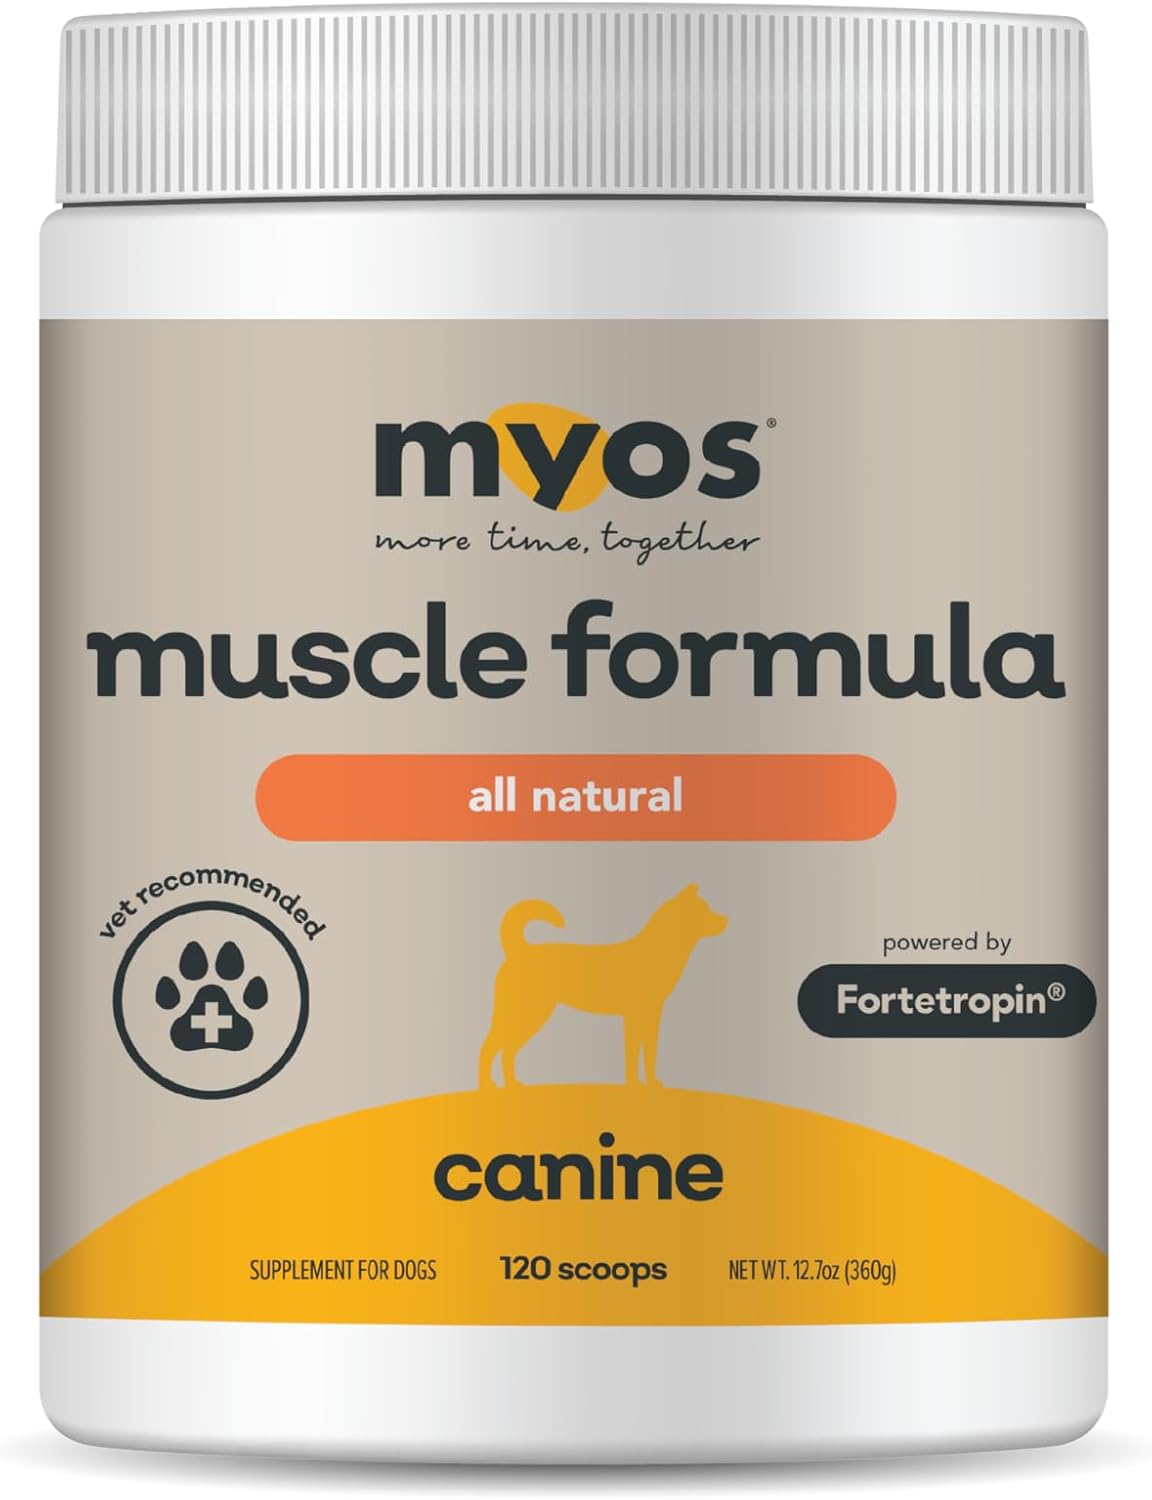 myos®
more time, together
muscle formula
all natural
vet recommended
powered by
Fortetropin®
canine
SUPPLEMENT FOR DOGS 120 scoops NET WT. 12.7oz (360g)